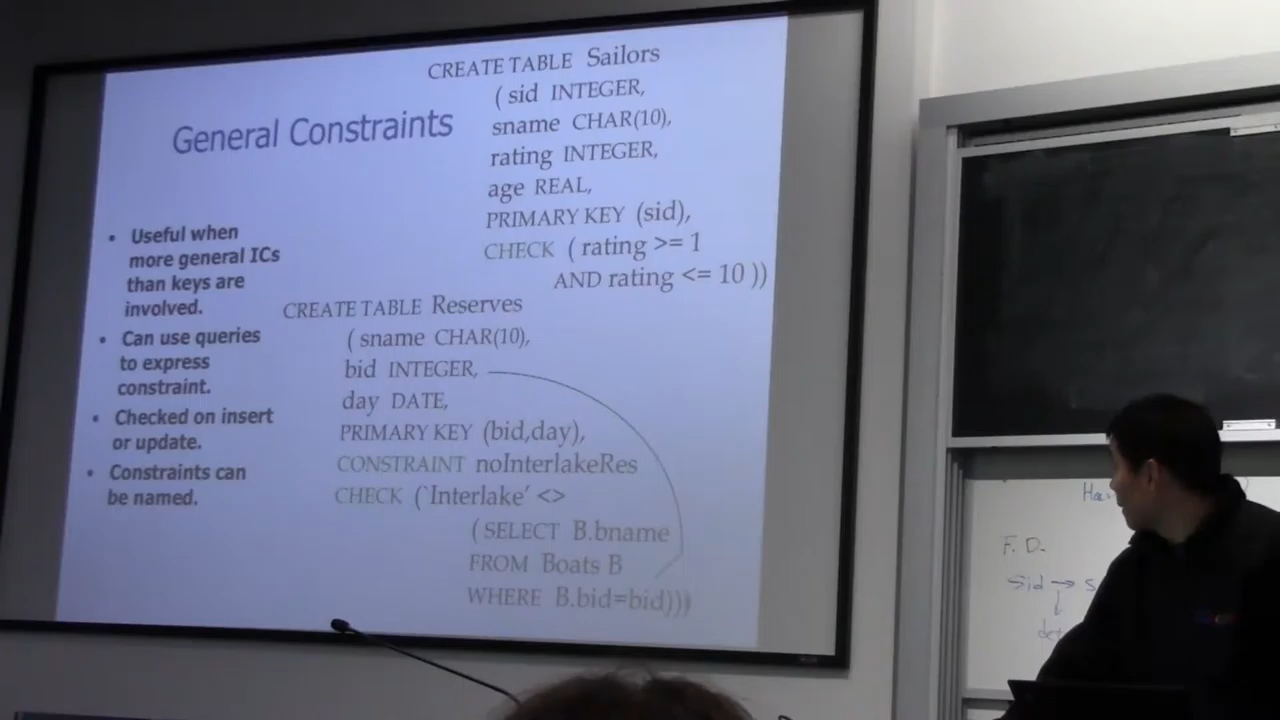 General Constraints
• Useful when
more general ICs
than keys are
involved.
• Can use queries
to express
constraint.
• Checked on insert
or update.
• Constraints can
be named.
CREATE TABLE Sailors
( sid INTEGER,
sname CHAR(10),
rating INTEGER,
age REAL,
PRIMARY KEY (sid),
CHECK ( rating >= 1
AND rating <= 10 ))
CREATE TABLE Reserves
( sname CHAR(10),
bid INTEGER,
day DATE,
PRIMARY KEY (bid,day),
CONSTRAINT noInterlakeRes
CHECK (`Interlake' <>
( SELECT B.bname
FROM Boats B
WHERE B.bid=bid)))
F. D.
Sid → s